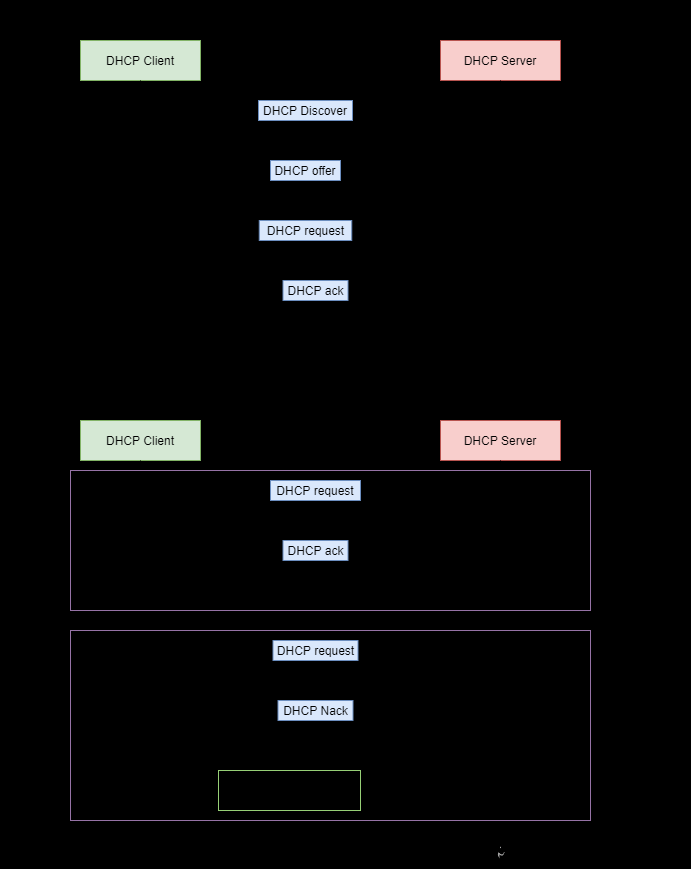 DHCP Client
DHCP Server
DHCP Discover
DHCP offer
DHCP request
DHCP ack
DHCP Client
DHCP Server
DHCP request
DHCP ack
DHCP request
DHCP Nack